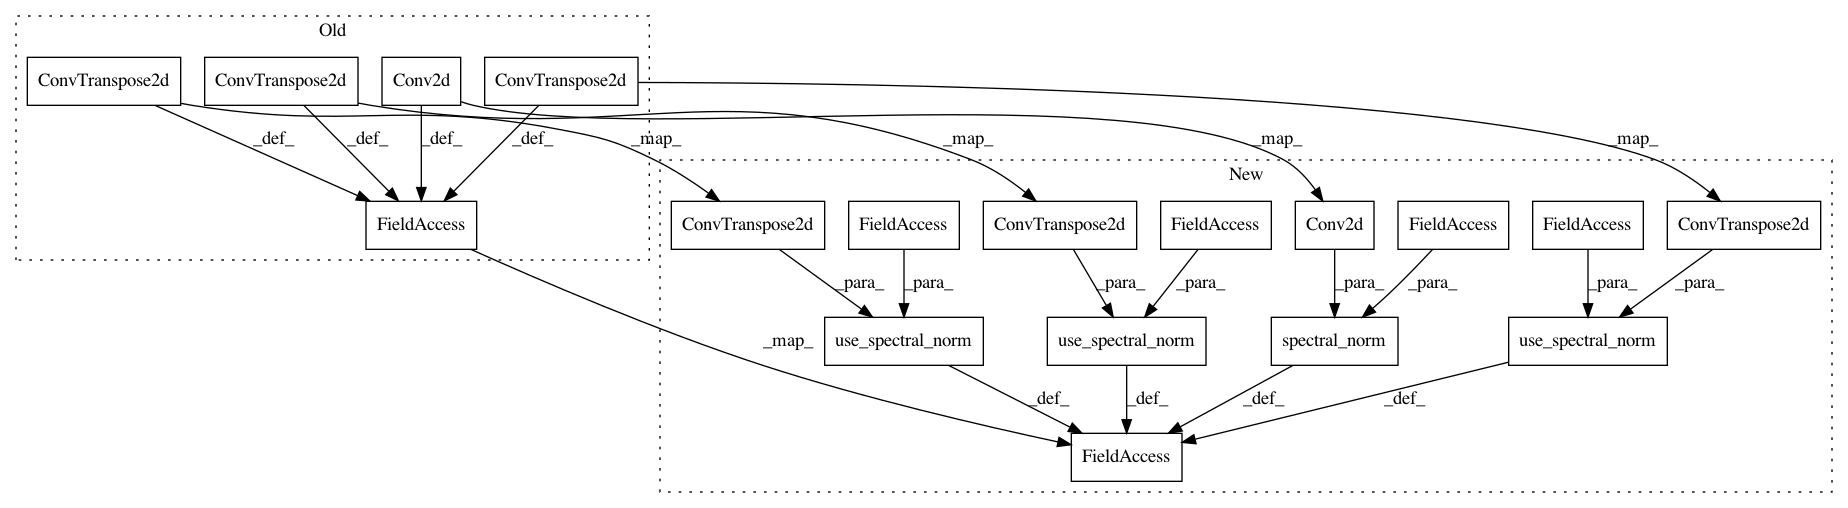 Old
ConvTranspose2d
ConvTranspose2d
Conv2d
ConvTranspose2d
_def_
_def_
_def_
_def_
_map_
_map_
_map_
_map_
New
FieldAccess
ConvTranspose2d
FieldAccess
ConvTranspose2d
FieldAccess
Conv2d
FieldAccess
FieldAccess
ConvTranspose2d
_para_
_para_
_para_
_para_
_para_
_para_
_para_
_para_
_map_
use_spectral_norm
use_spectral_norm
spectral_norm
use_spectral_norm
_def_
_def_
_def_
_def_
FieldAccess